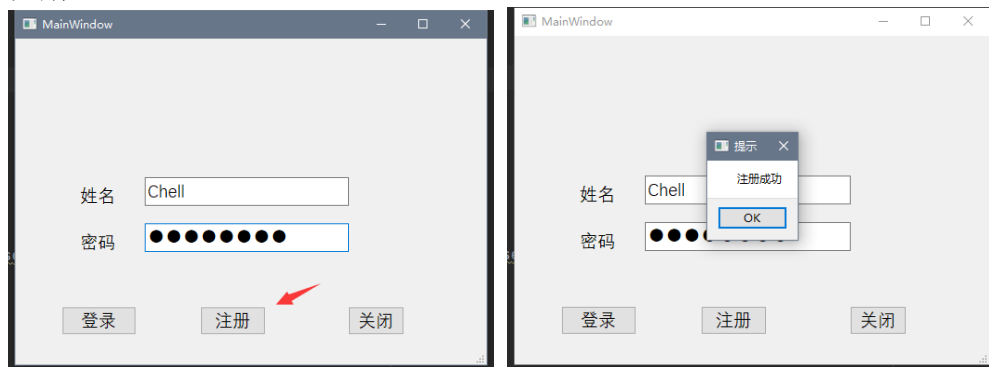 MainWindow
姓名 Chell
密码 ●●●●●●●●
登录 注册 关闭
MainWindow
提示
注册成功
OK
姓名 Chell
密码
登录 注册 关闭